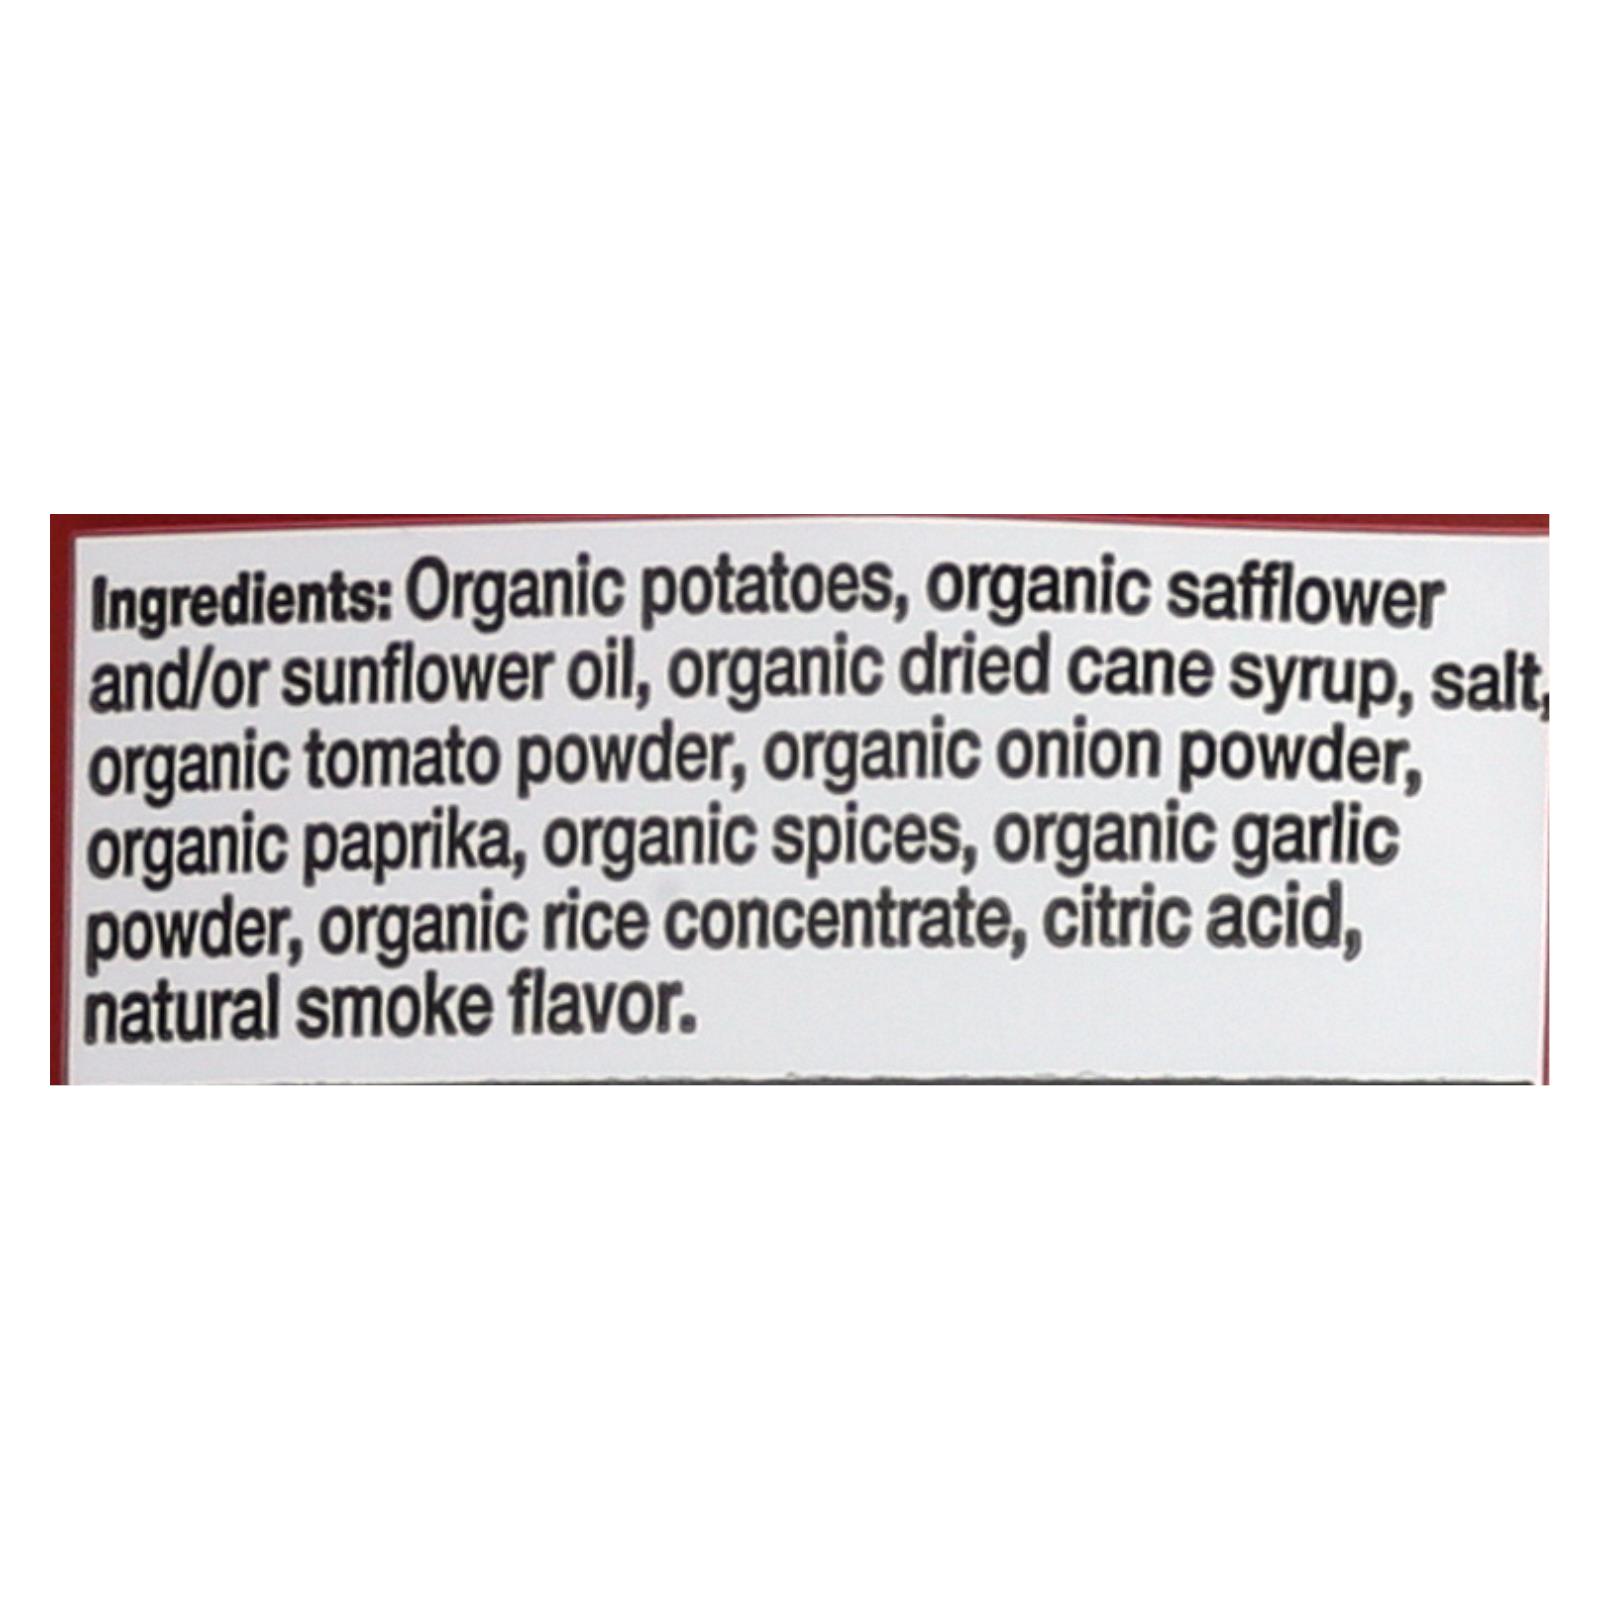 Ingredients: Organic potatoes, organic safflower
and/or sunflower oil, organic dried cane syrup, salt,
organic tomato powder, organic onion powder,
organic paprika, organic spices, organic garlic
powder, organic rice concentrate, citric acid,
natural smoke flavor.